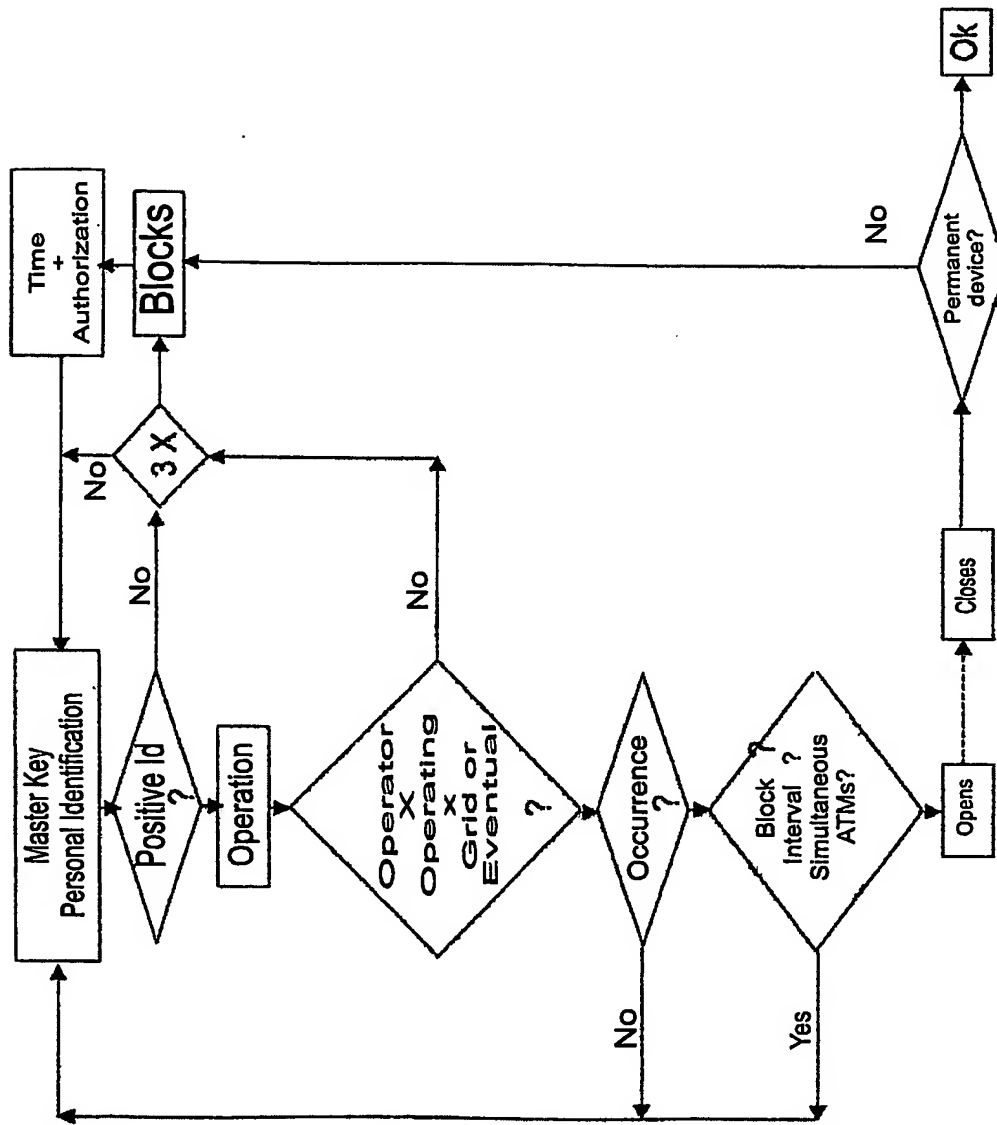 Master Key
Personal Identification
Positive Id
?
No
Operation
Operator
X
Operating
X
Grid or
Eventual
?
No
3 X
No
Blocks
Time
+
Authorization
Occurrence
?
No
Block ?
Interval ?
Simultaneous
ATMs?
Yes
Opens
Closes
Permanent
device?
No
Ok